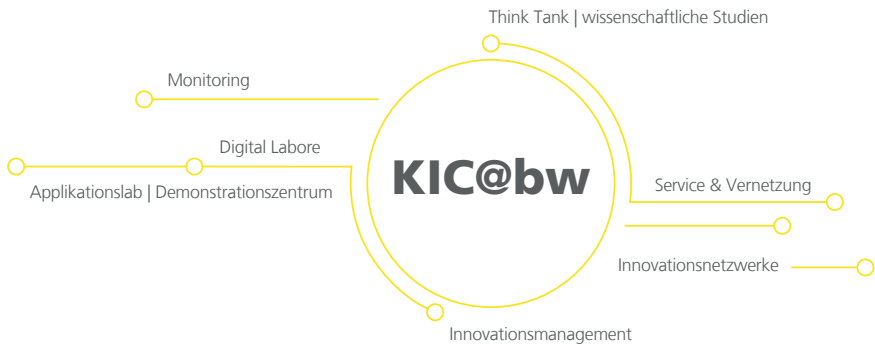 Think Tank | wissenschaftliche Studien
Monitoring
Digital Labore
KIC@bw
Applikationslab | Demonstrationszentrum
Service & Vernetzung
Innovationsnetzwerke
Innovationsmanagement